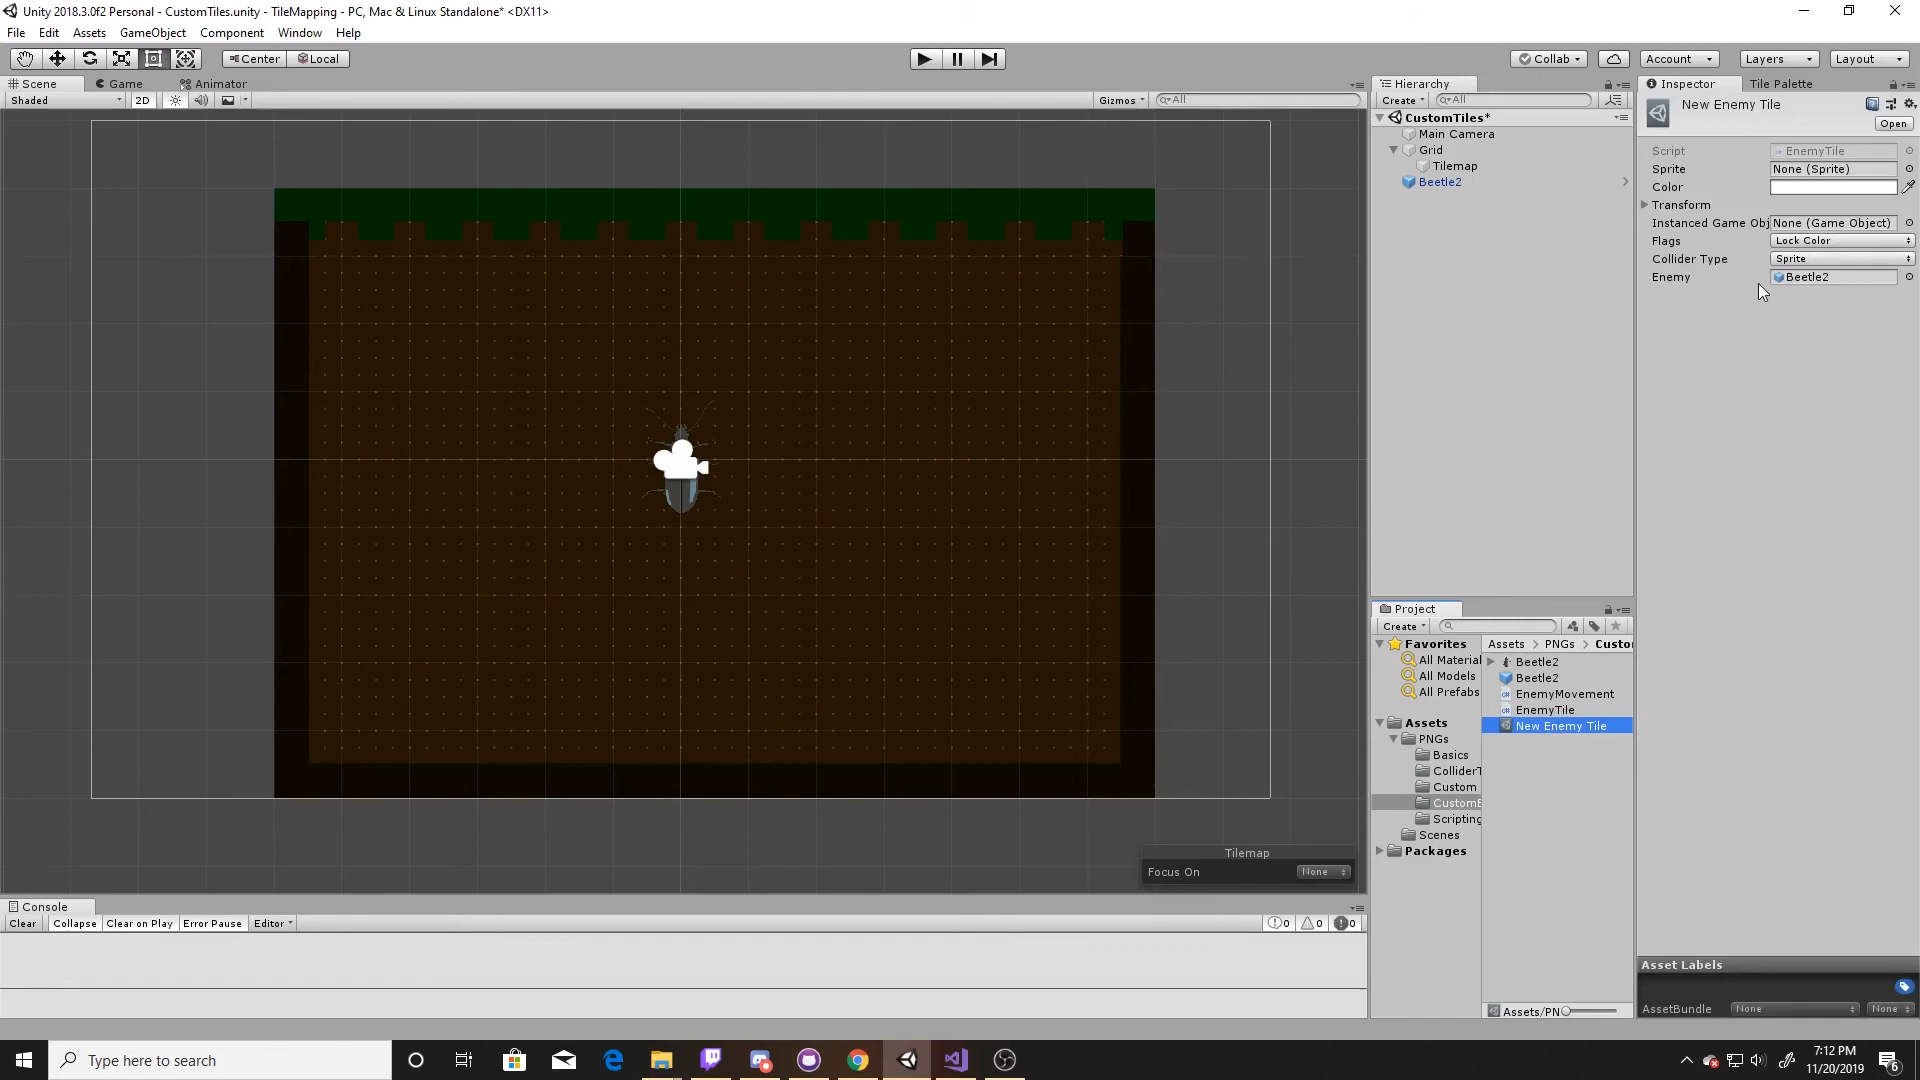 Unity 2018.3.0f2 Personal - CustomTiles.unity - TileMapping - PC, Mac & Linux Standalone* <DX11>
File Edit Assets GameObject Component Window Help
Center Local Collab Account Layers Layout
Scene Game Animator
Shaded 2D Gizmos All
Hierarchy
Create All
CustomTiles*
Main Camera
Grid
Tilemap
Beetle2
Inspector Tile Palette
New Enemy Tile
Open
Script EnemyTile
Sprite None (Sprite)
Color
Transform
Instanced Game Obj None (Game Object)
Flags Lock Color
Collider Type Sprite
Enemy Beetle2
Tilemap
Focus On None
Project
Create
Favorites
All Material
All Models
All Prefabs
Assets
PNGs
Basics
ColliderT
Custom
CustomE
Scripting
Scenes
Packages
Assets > PNGs > Custo
Beetle2
Beetle2
EnemyMovement
EnemyTile
New Enemy Tile
Assets/PN
Asset Labels
AssetBundle None None
Console
Clear Collapse Clear on Play Error Pause Editor 0 0 0
Type here to search
7:12 PM
11/20/2019
6